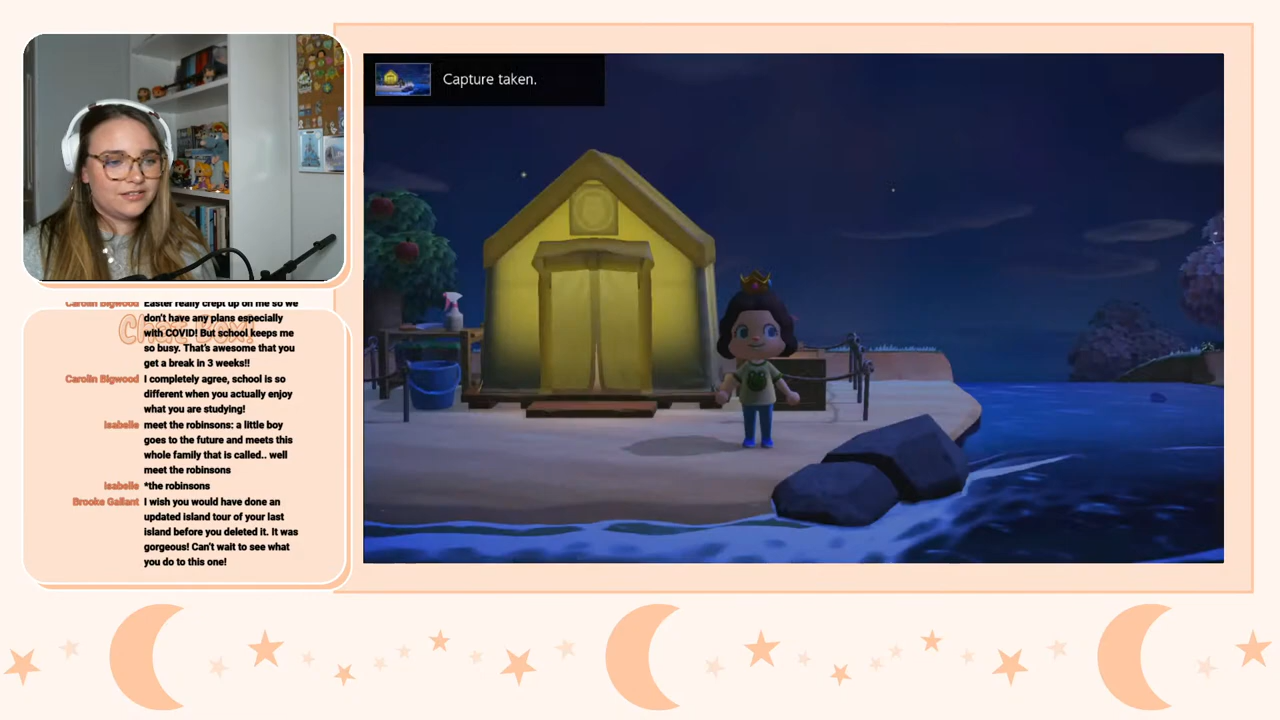 Capture taken.
Carolin Bigwood Easter really crept up on me so we
don't have any plans especially
Chat Box!
with COVID! But school keeps me
so busy. That's awesome that you
get a break in 3 weeks!!
Carolin Bigwood I completely agree, school is so
different when you actually enjoy
what you are studying!
Isabelle meet the robinsons: a little boy
goes to the future and meets this
whole family that is called.. well
meet the robinsons
Isabelle *the robinsons
Brooke Gallant I wish you would have done an
updated island tour of your last
island before you deleted it. It was
gorgeous! Can't wait to see what
you do to this one!